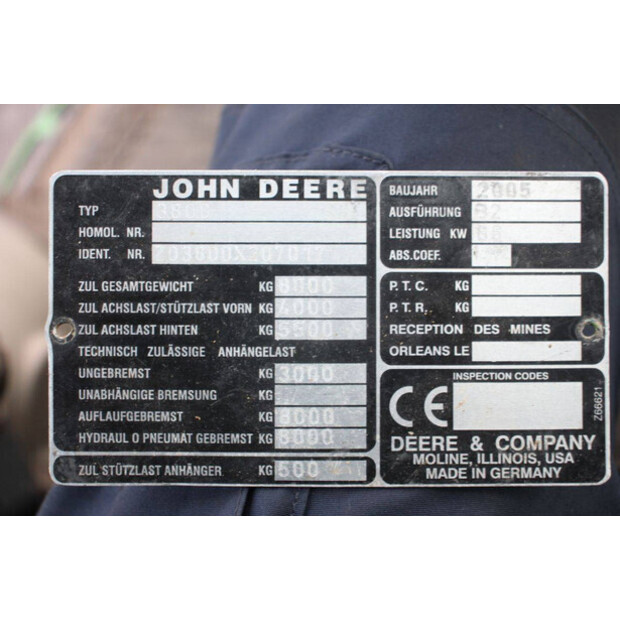 JOHN DEERE
TYP
HOMOL. NR.
IDENT. NR.
ZUL GESAMTGEWICHT KG 8000
ZUL ACHSLAST/STÜTZLAST VORN KG 4000
ZUL ACHSLAST HINTEN KG 5500
TECHNISCH ZULÄSSIGE ANHÄNGELAST
UNGEBREMST KG 3000
UNABHÄNGIGE BREMSUNG KG
AUFLAUFGEBREMST KG 8000
HYDRAUL O PNEUMÄT GEBREMST KG 8000
ZUL STÜTZLAST ANHÄNGER KG 500
BAUJAHR 2005
AUSFÜHRUNG B2
LEISTUNG KW
ABS.COEF.
P.T.C. KG
P.T.R. KG
RECEPTION DES MINES
ORLEANS LE
INSPECTION CODES
CE
Z66621
DEERE & COMPANY
MOLINE, ILLINOIS, USA
MADE IN GERMANY